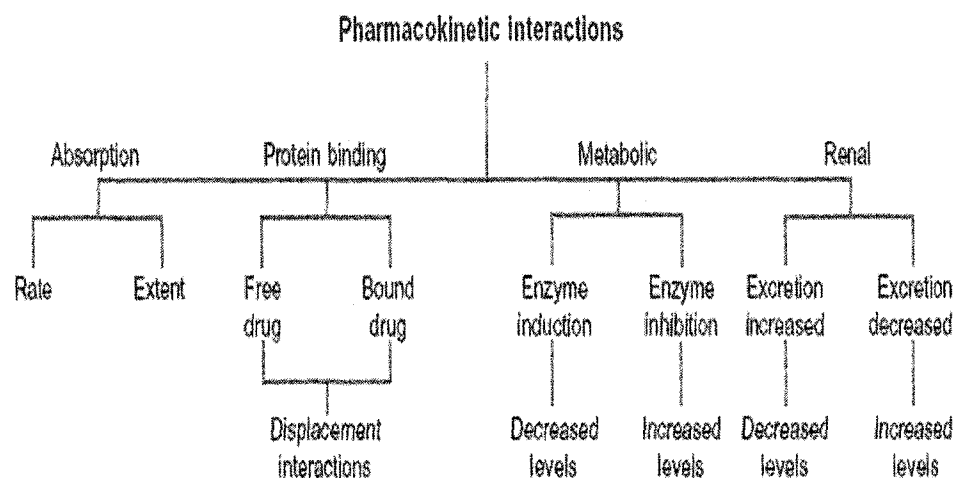 Pharmacokinetic interactions
Absorption Protein binding Metabolic Renal
Rate Extent Free Bound Enzyme Enzyme Excretion Excretion
drug drug induction inhibition increased decreased
Displacement Decreased Increased Decreased Increased
interactions levels levels levels levels